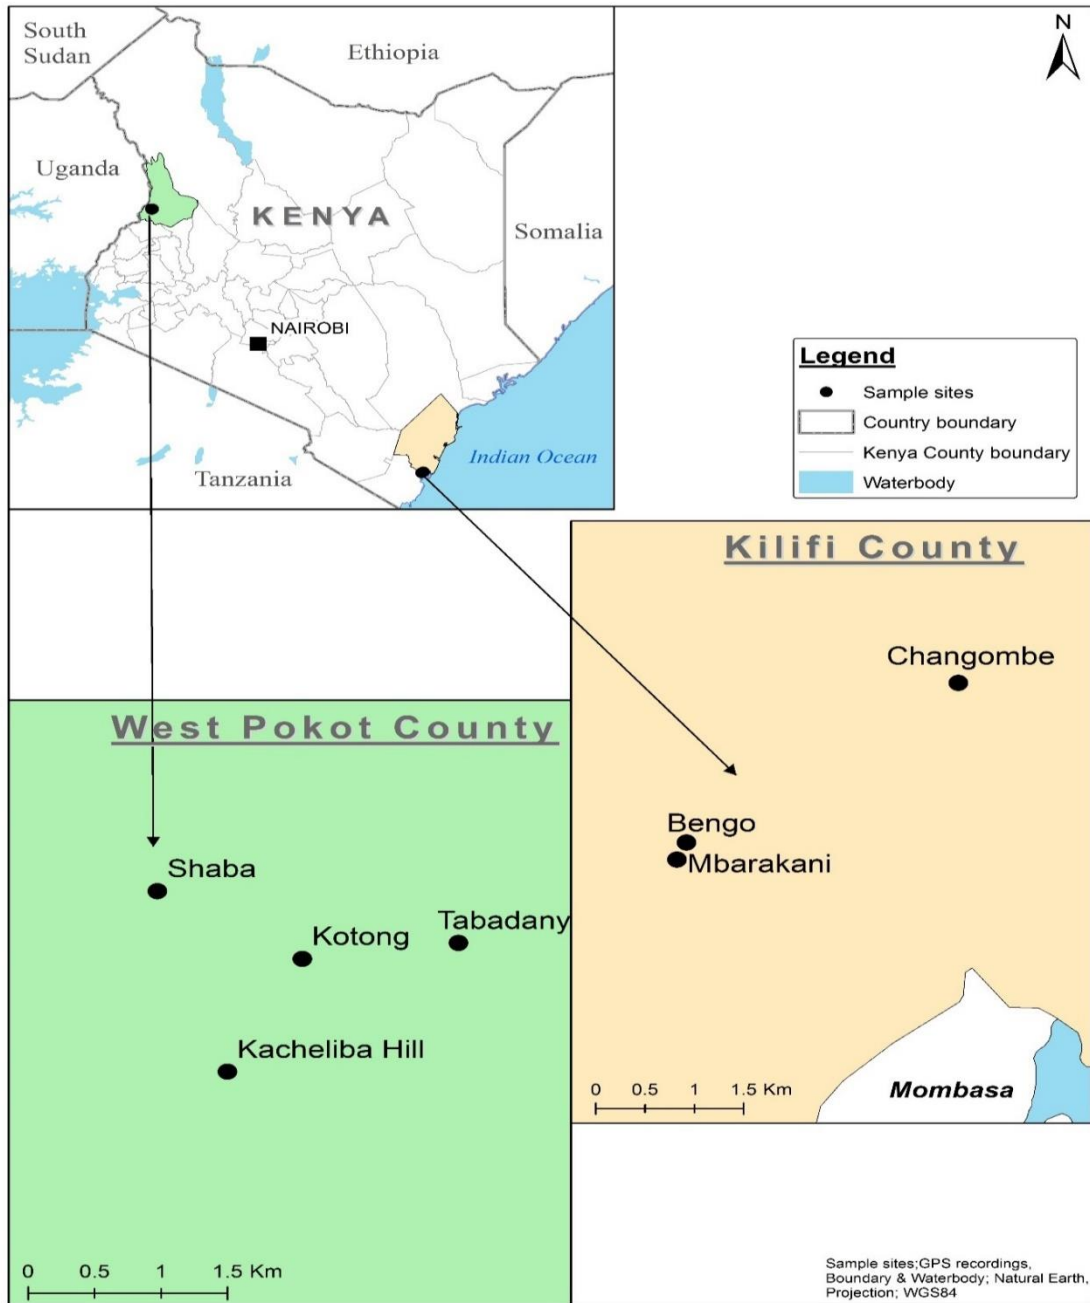 South
Sudan
Ethiopia
N
Uganda
KENYA
Somalia
NAIROBI
Legend
Sample sites
Country boundary
Kenya County boundary
Waterbody
Indian Ocean
Tanzania
Kilifi County
Changombe
West Pokot County
Bengo
Mbarakani
Shaba
Tabadany
Kotong
Kacheliba Hill
0 0.5 1 1.5 Km
Mombasa
0 0.5 1 1.5 Km
Sample sites;GPS recordings,
Boundary & Waterbody; Natural Earth,
Projection; WGS84